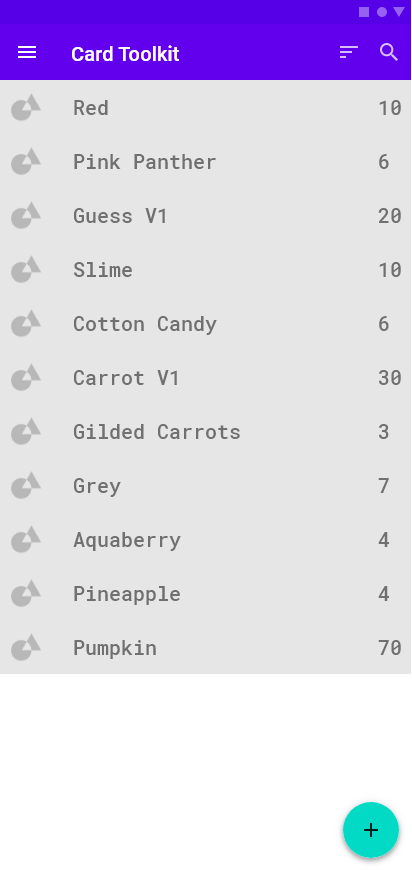 Card Toolkit
Red 10
Pink Panther 6
Guess V1 20
Slime 10
Cotton Candy 6
Carrot V1 30
Gilded Carrots 3
Grey 7
Aquaberry 4
Pineapple 4
Pumpkin 70